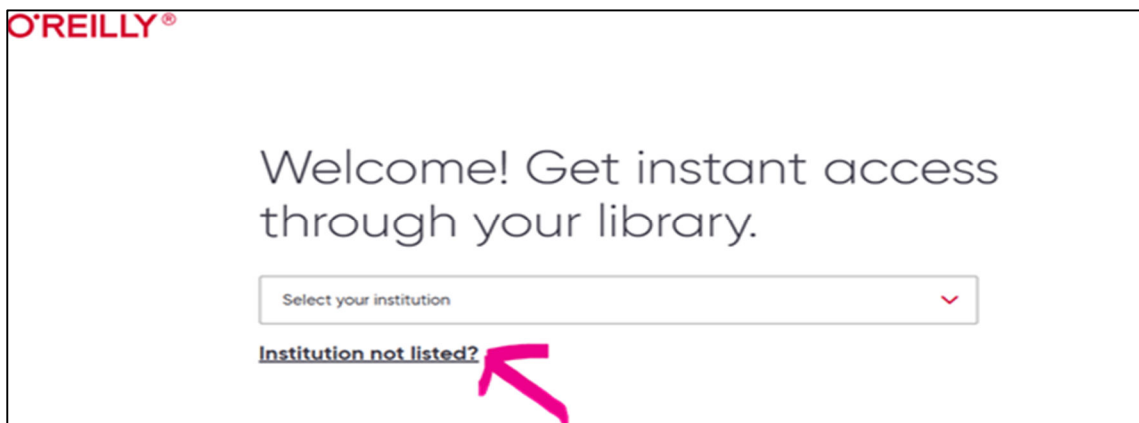 O'REILLY®
Welcome! Get instant access
through your library.
Select your institution
Institution not listed?